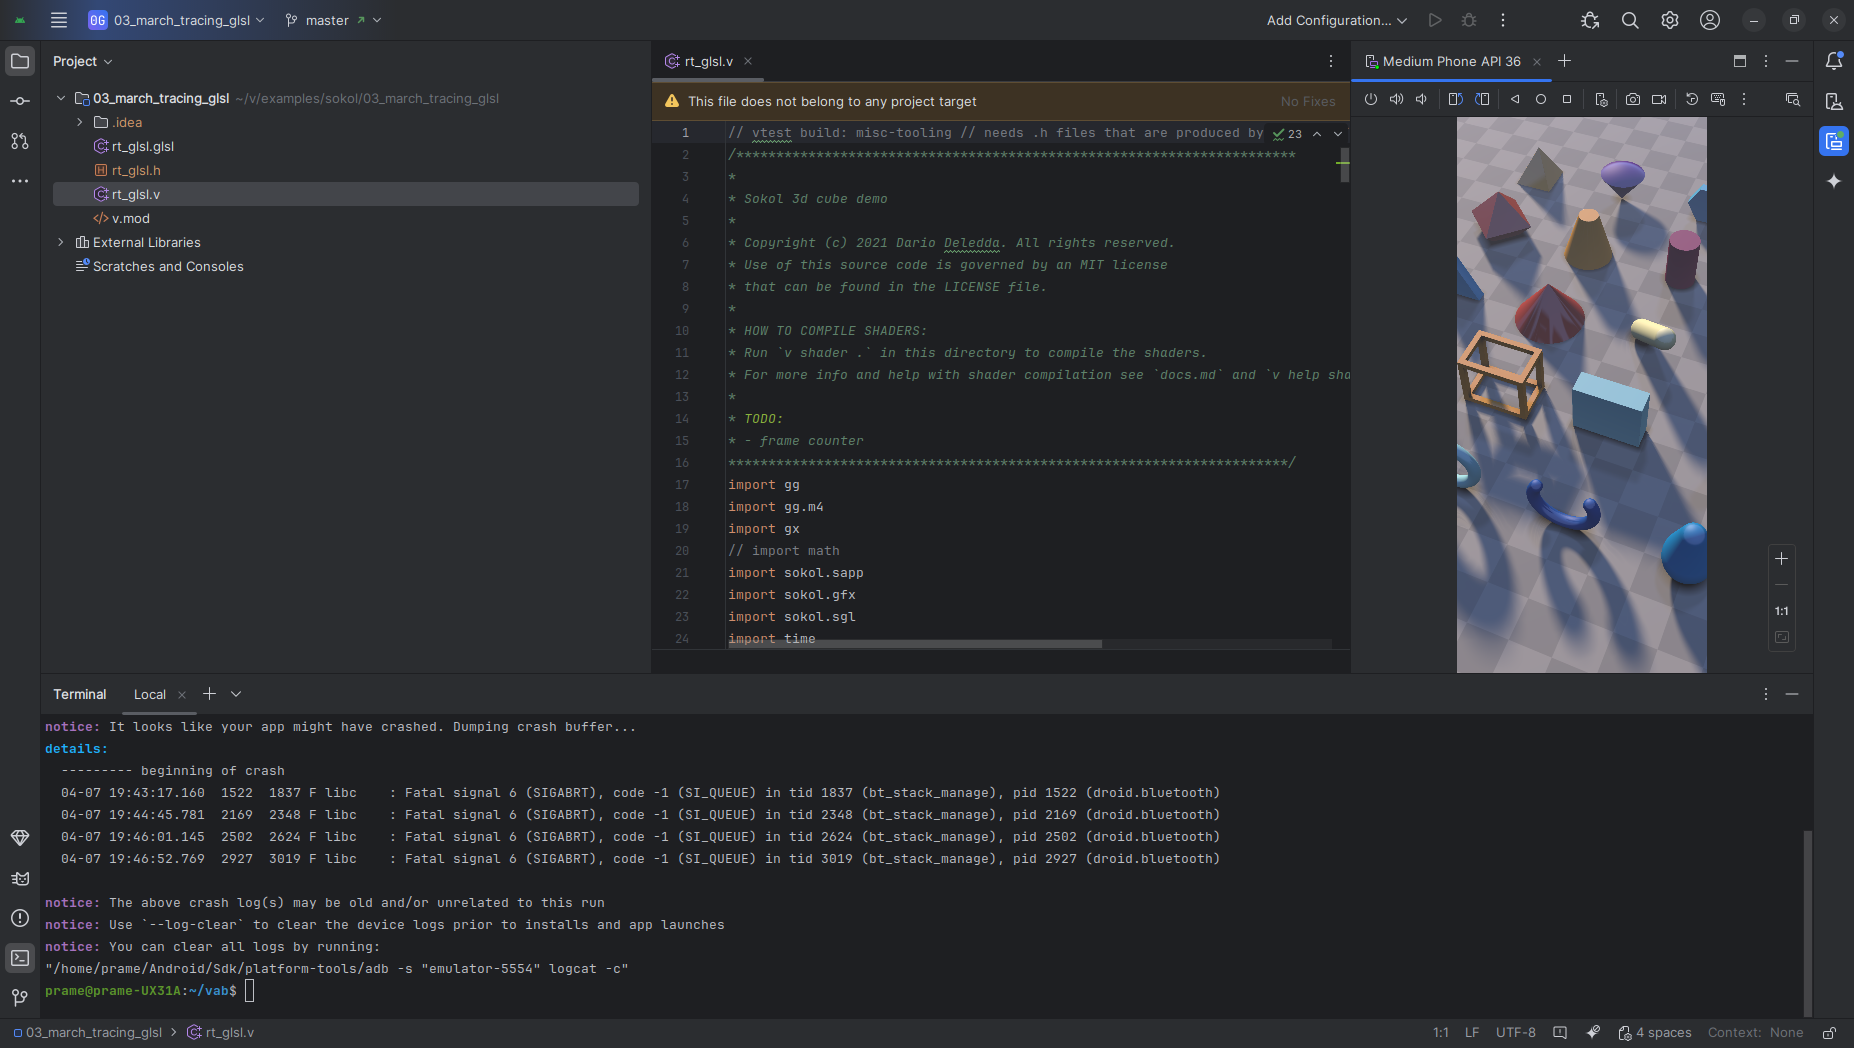 OG 03_march_tracing_glsl master Add Configuration...
Project
03_march_tracing_glsl ~/v/examples/sokol/03_march_tracing_glsl
.idea
rt_glsl.glsl
rt_glsl.h
rt_glsl.v
v.mod
External Libraries
Scratches and Consoles
rt_glsl.v
This file does not belong to any project target No Fixes
23
1 // vtest build: misc-tooling // needs .h files that are produced by
2 /**********************************************************************
3 *
4 * Sokol 3d cube demo
5 *
6 * Copyright (c) 2021 Dario Deledda. All rights reserved.
7 * Use of this source code is governed by an MIT license
8 * that can be found in the LICENSE file.
9 *
10 * HOW TO COMPILE SHADERS:
11 * Run `v shader .` in this directory to compile the shaders.
12 * For more info and help with shader compilation see `docs.md` and `v help sha
13 *
14 * TODO:
15 * - frame counter
16 **********************************************************************/
17 import gg
18 import gg.m4
19 import gx
20 // import math
21 import sokol.sapp
22 import sokol.gfx
23 import sokol.sgl
24 import time
Medium Phone API 36
1:1
Terminal Local
notice: It looks like your app might have crashed. Dumping crash buffer...
details:
--------- beginning of crash
04-07 19:43:17.160 1522 1837 F libc : Fatal signal 6 (SIGABRT), code -1 (SI_QUEUE) in tid 1837 (bt_stack_manage), pid 1522 (droid.bluetooth)
04-07 19:44:45.781 2169 2348 F libc : Fatal signal 6 (SIGABRT), code -1 (SI_QUEUE) in tid 2348 (bt_stack_manage), pid 2169 (droid.bluetooth)
04-07 19:46:01.145 2502 2624 F libc : Fatal signal 6 (SIGABRT), code -1 (SI_QUEUE) in tid 2624 (bt_stack_manage), pid 2502 (droid.bluetooth)
04-07 19:46:52.769 2927 3019 F libc : Fatal signal 6 (SIGABRT), code -1 (SI_QUEUE) in tid 3019 (bt_stack_manage), pid 2927 (droid.bluetooth)
notice: The above crash log(s) may be old and/or unrelated to this run
notice: Use `--log-clear` to clear the device logs prior to installs and app launches
notice: You can clear all logs by running:
"/home/prame/Android/Sdk/platform-tools/adb -s "emulator-5554" logcat -c"
prame@prame-UX31A:~/vab$
03_march_tracing_glsl > rt_glsl.v 1:1 LF UTF-8 4 spaces Context: None